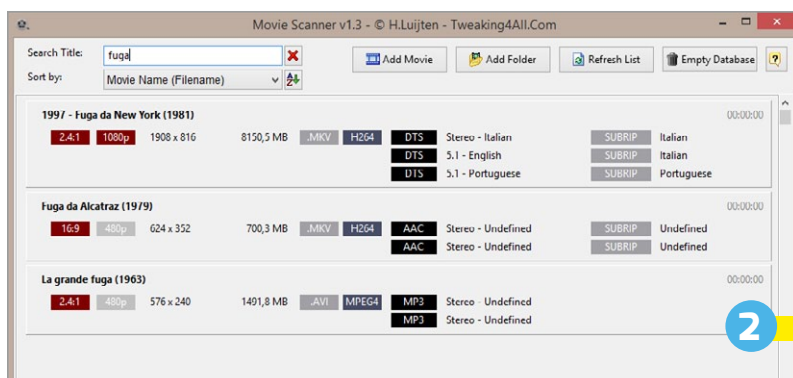 Movie Scanner v1.3 - © H.Luijten - Tweaking4All.Com
Search Title: fuga Add Movie Add Folder Refresh List Empty Database ?
Sort by: Movie Name (Filename)
1997 - Fuga da New York (1981) 00:00:00
2.4:1 1080p 1908 x 816 8150,5 MB .MKV H264 DTS Stereo - Italian SUBRIP Italian
DTS 5.1 - English SUBRIP Italian
DTS 5.1 - Portuguese SUBRIP Portuguese
Fuga da Alcatraz (1979) 00:00:00
16:9 480p 624 x 352 700,3 MB .MKV H264 AAC Stereo - Undefined SUBRIP Undefined
AAC Stereo - Undefined SUBRIP Undefined
La grande fuga (1963) 00:00:00
2.4:1 480p 576 x 240 1491,8 MB .AVI MPEG4 MP3 Stereo - Undefined
MP3 Stereo - Undefined
2